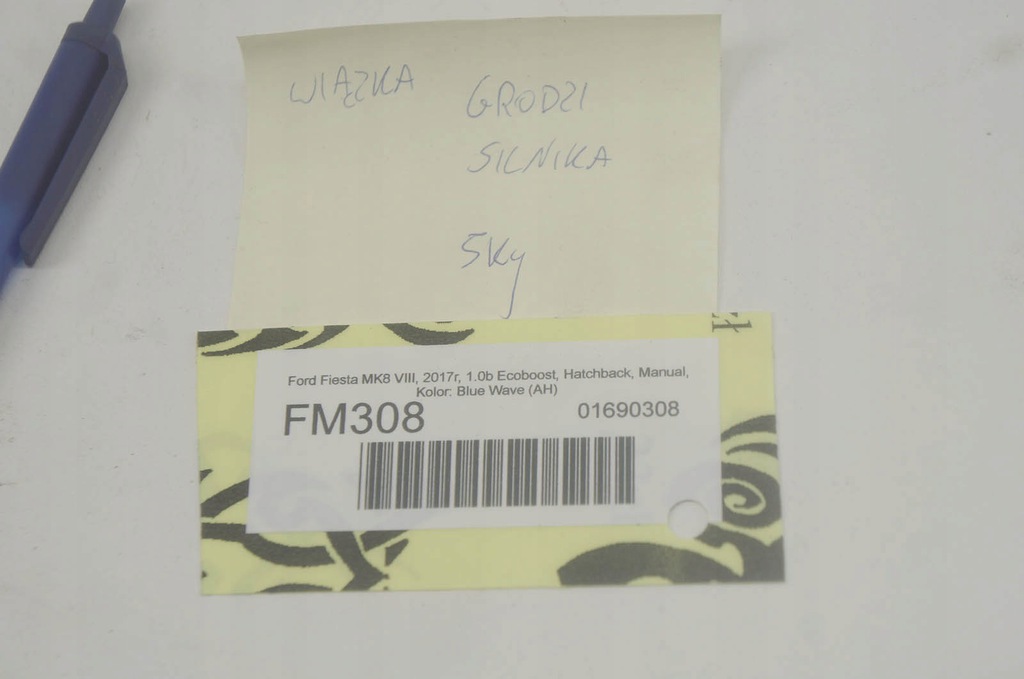 WIĄZKA GRODZI
SILNIKA
SKY
Ford Fiesta MK8 VIII, 2017r, 1.0b Ecoboost, Hatchback, Manual,
Kolor: Blue Wave (AH)
FM308 01690308